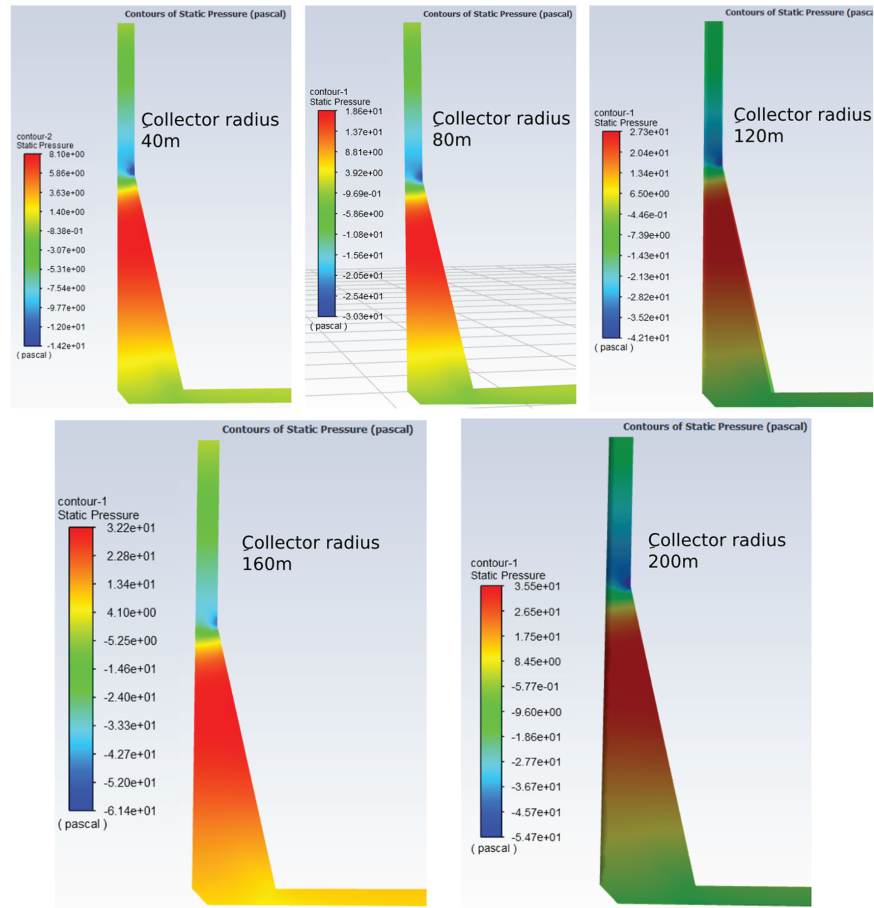 Contours of Static Pressure (pascal)
contour-2
Static Pressure
8.10e+00
5.86e+00
3.63e+00
1.40e+00
-8.38e-01
-3.07e+00
-5.31e+00
-7.54e+00
-9.77e+00
-1.20e+01
-1.42e+01
( pascal )
Collector radius
40m
Contours of Static Pressure (pascal)
contour-1
Static Pressure
1.86e+01
1.37e+01
8.81e+00
3.92e+00
-9.69e-01
-5.86e+00
-1.08e+01
-1.56e+01
-2.05e+01
-2.54e+01
-3.03e+01
( pascal )
Collector radius
80m
Contours of Static Pressure (pasca
contour-1
Static Pressure
2.73e+01
2.04e+01
1.34e+01
6.50e+00
-4.46e-01
-7.39e+00
-1.43e+01
-2.13e+01
-2.82e+01
-3.52e+01
-4.21e+01
( pascal )
Collector radius
120m
Contours of Static Pressure (pascal)
contour-1
Static Pressure
3.22e+01
2.28e+01
1.34e+01
4.10e+00
-5.25e+00
-1.46e+01
-2.40e+01
-3.33e+01
-4.27e+01
-5.20e+01
-6.14e+01
( pascal )
Collector radius
160m
Contours of Static Pressure (pascal)
contour-1
Static Pressure
3.55e+01
2.65e+01
1.75e+01
8.45e+00
-5.77e-01
-9.60e+00
-1.86e+01
-2.77e+01
-3.67e+01
-4.57e+01
-5.47e+01
( pascal )
Collector radius
200m